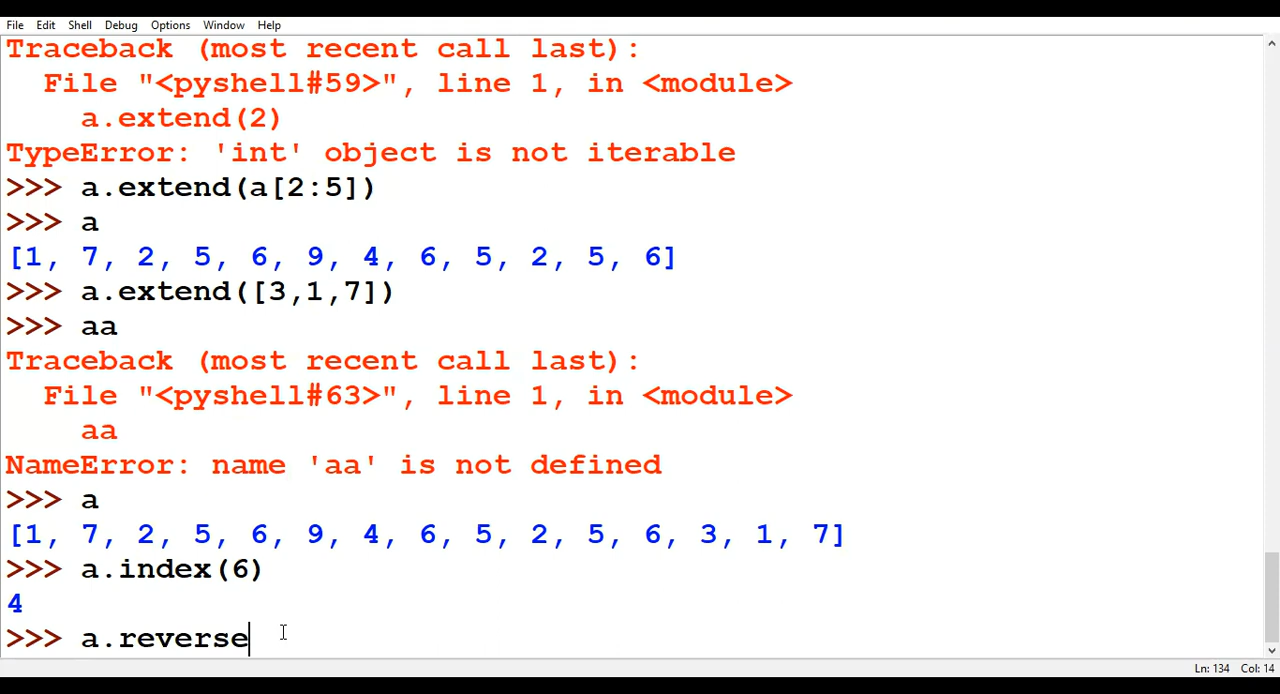 File Edit Shell Debug Options Window Help
Traceback (most recent call last):
  File "<pyshell#59>", line 1, in <module>
    a.extend(2)
TypeError: 'int' object is not iterable
>>> a.extend(a[2:5])
>>> a
[1, 7, 2, 5, 6, 9, 4, 6, 5, 2, 5, 6]
>>> a.extend([3,1,7])
>>> aa
Traceback (most recent call last):
  File "<pyshell#63>", line 1, in <module>
    aa
NameError: name 'aa' is not defined
>>> a
[1, 7, 2, 5, 6, 9, 4, 6, 5, 2, 5, 6, 3, 1, 7]
>>> a.index(6)
4
>>> a.reverse
Ln: 134 Col: 14